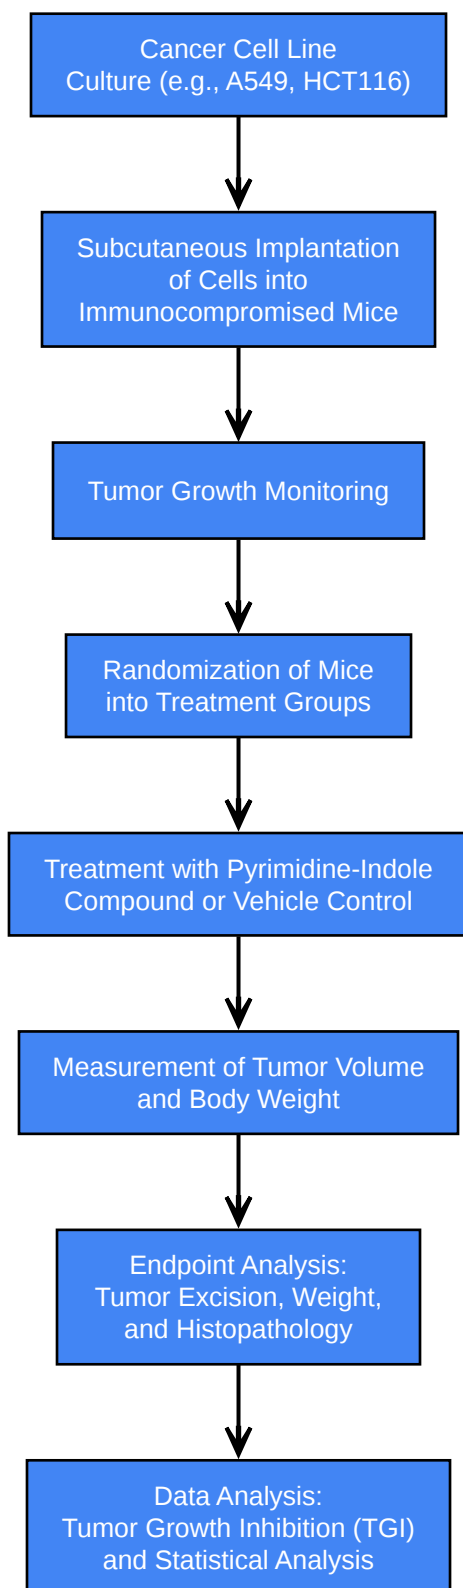 Cancer Cell Line
Culture (e.g., A549, HCT116)
Subcutaneous Implantation
of Cells into
Immunocompromised Mice
Tumor Growth Monitoring
Randomization of Mice
into Treatment Groups
Treatment with Pyrimidine-Indole
Compound or Vehicle Control
Measurement of Tumor Volume
and Body Weight
Endpoint Analysis:
Tumor Excision, Weight,
and Histopathology
Data Analysis:
Tumor Growth Inhibition (TGI)
and Statistical Analysis